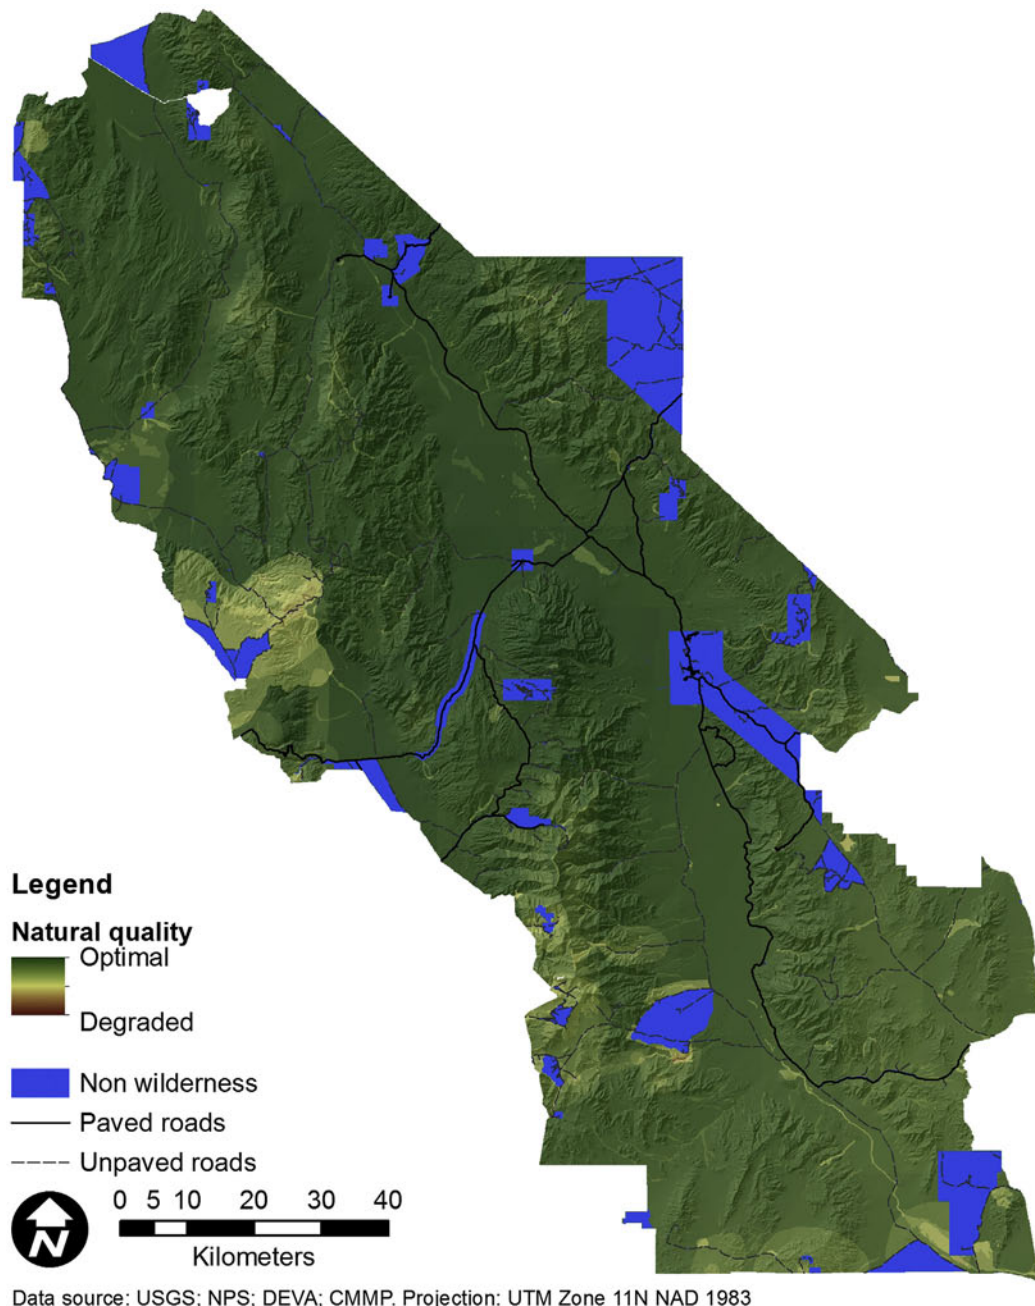 Legend
Natural quality
Optimal
Degraded
Non wilderness
Paved roads
Unpaved roads
N
0 5 10 20 30 40
Kilometers
Data source: USGS; NPS; DEVA; CMMP. Projection: UTM Zone 11N NAD 1983